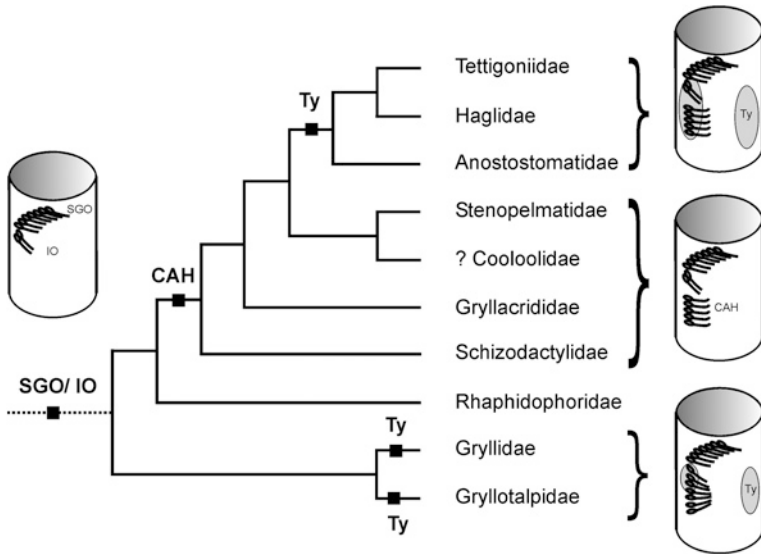 Ty
Tettigoniidae
Haglidae
Anostostomatidae
Ty
SGO
IO
Stenopelmatidae
? Cooloolidae
CAH
Gryllacrididae
CAH
Schizodactylidae
SGO/ IO
Rhaphidophoridae
Ty
Gryllidae
Gryllotalpidae
Ty
Ty